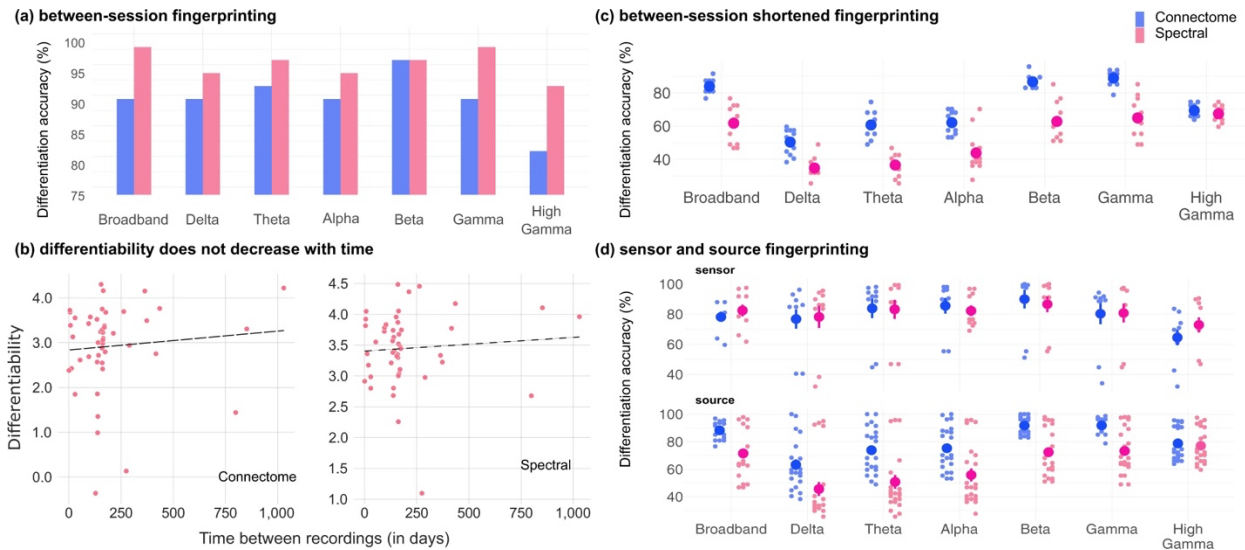 (a) between-session fingerprinting
Differentiation accuracy (%)
100
95
90
85
90
80
75
Broadband
Delta
Theta
Alpha
Beta
Gamma
High
Gamma
(b) differentiability does not decrease with time
Differentiability
4.0
3.0
2.0
1.0
0.0
Connectome
0
250
500
750
1,000
4.5
4.0
3.5
3.0
2.5
2.0
1.5
1.0
Spectral
0
250
500
750
1,000
Time between recordings (in days)
(c) between-session shortened fingerprinting
Connectome
Spectral
Differentiation accuracy (%)
80
60
40
Broadband
Delta
Theta
Alpha
Beta
Gamma
High
Gamma
(d) sensor and source fingerprinting
Differentiation accuracy (%)
sensor
100
80
60
40
source
100
80
60
40
Broadband
Delta
Theta
Alpha
Beta
Gamma
High
Gamma